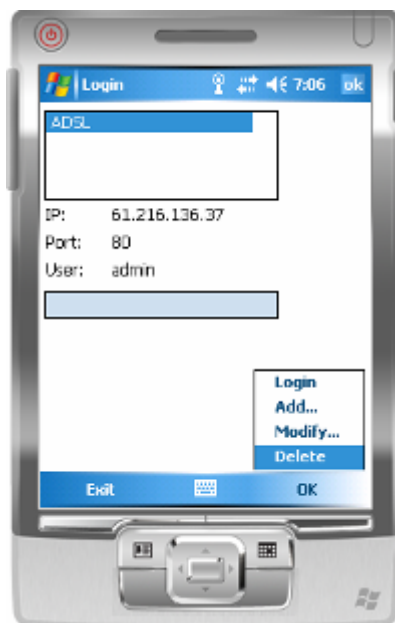 Login 7:06 ok
ADSL
IP: 61.216.136.37
Port: 80
User: admin
Login
Add...
Modify...
Delete
Exit OK